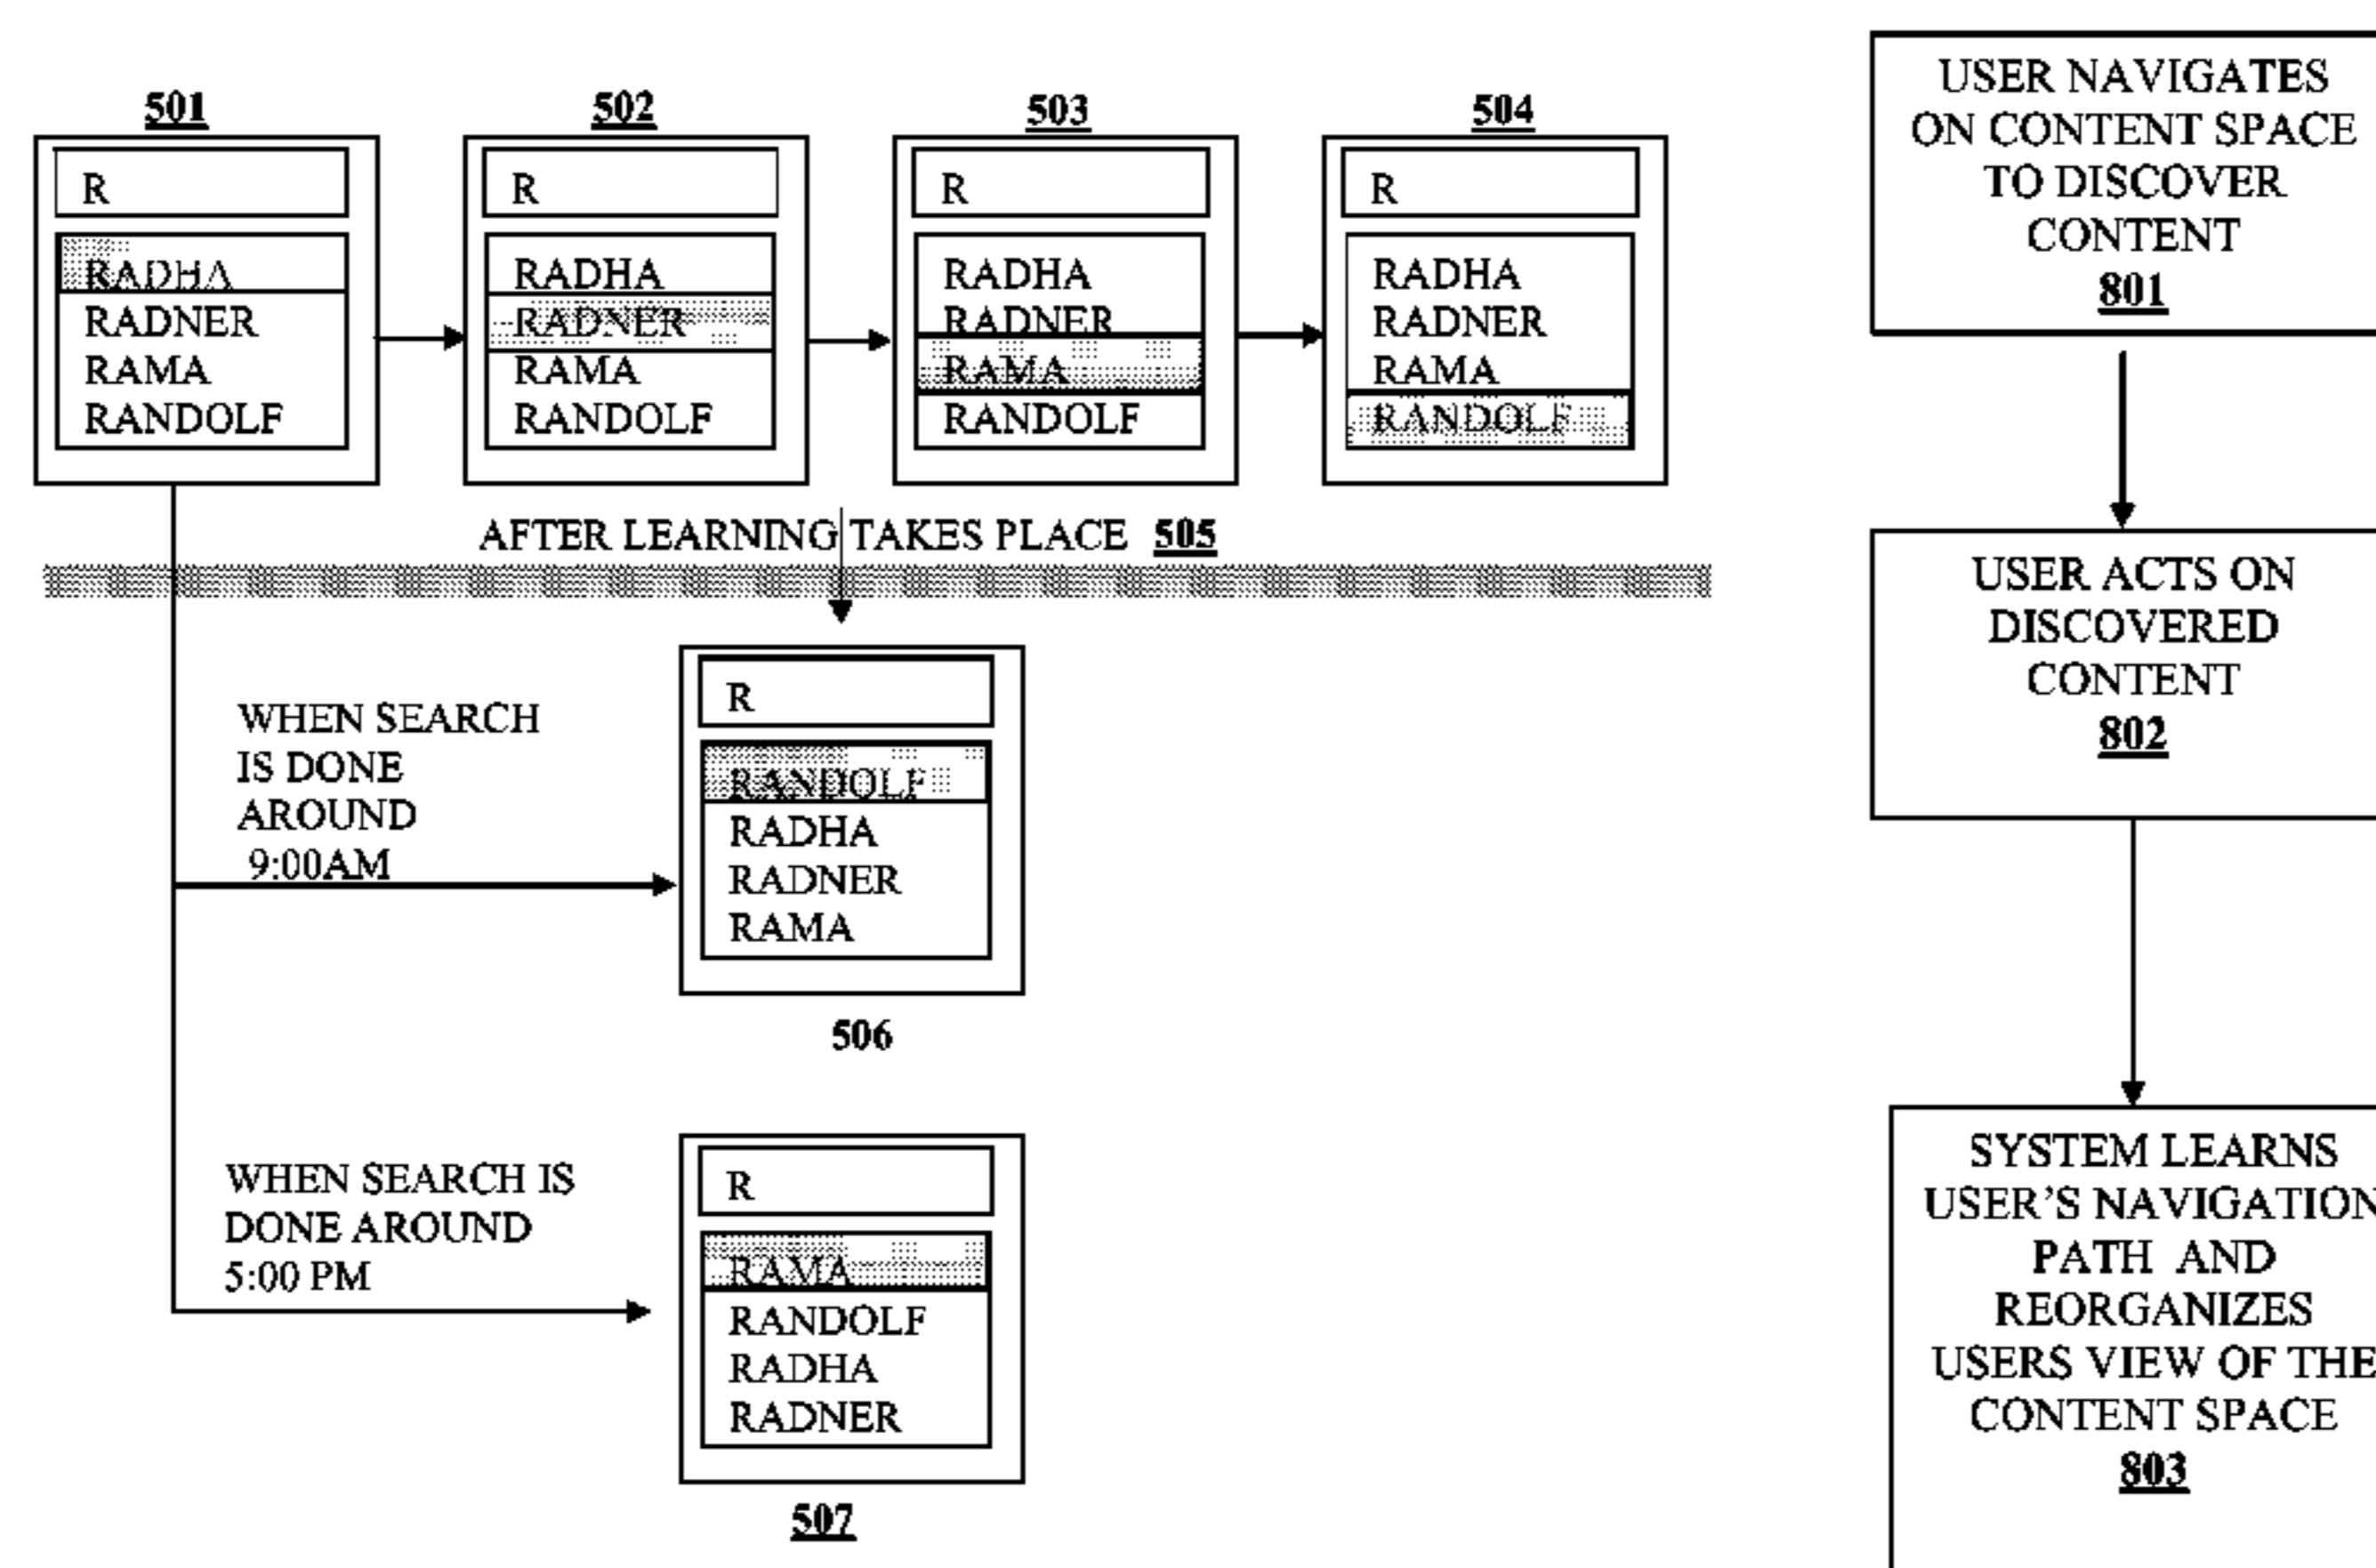 501
R
RADHA
RADNER
RAMA
RANDOLF
502
R
RADHA
RADNER
RAMA
RANDOLF
503
R
RADHA
RADNER
RAMA
RANDOLF
504
R
RADHA
RADNER
RAMA
RANDOLF
AFTER LEARNING TAKES PLACE 505
WHEN SEARCH
IS DONE
AROUND
9:00AM
R
RANDOLF
RADHA
RADNER
RAMA
506
WHEN SEARCH IS
DONE AROUND
5:00 PM
R
RAMA
RANDOLF
RADHA
RADNER
507
USER NAVIGATES
ON CONTENT SPACE
TO DISCOVER
CONTENT
801
USER ACTS ON
DISCOVERED
CONTENT
802
SYSTEM LEARNS
USER’S NAVIGATION
PATH AND
REORGANIZES
USERS VIEW OF THE
CONTENT SPACE
803